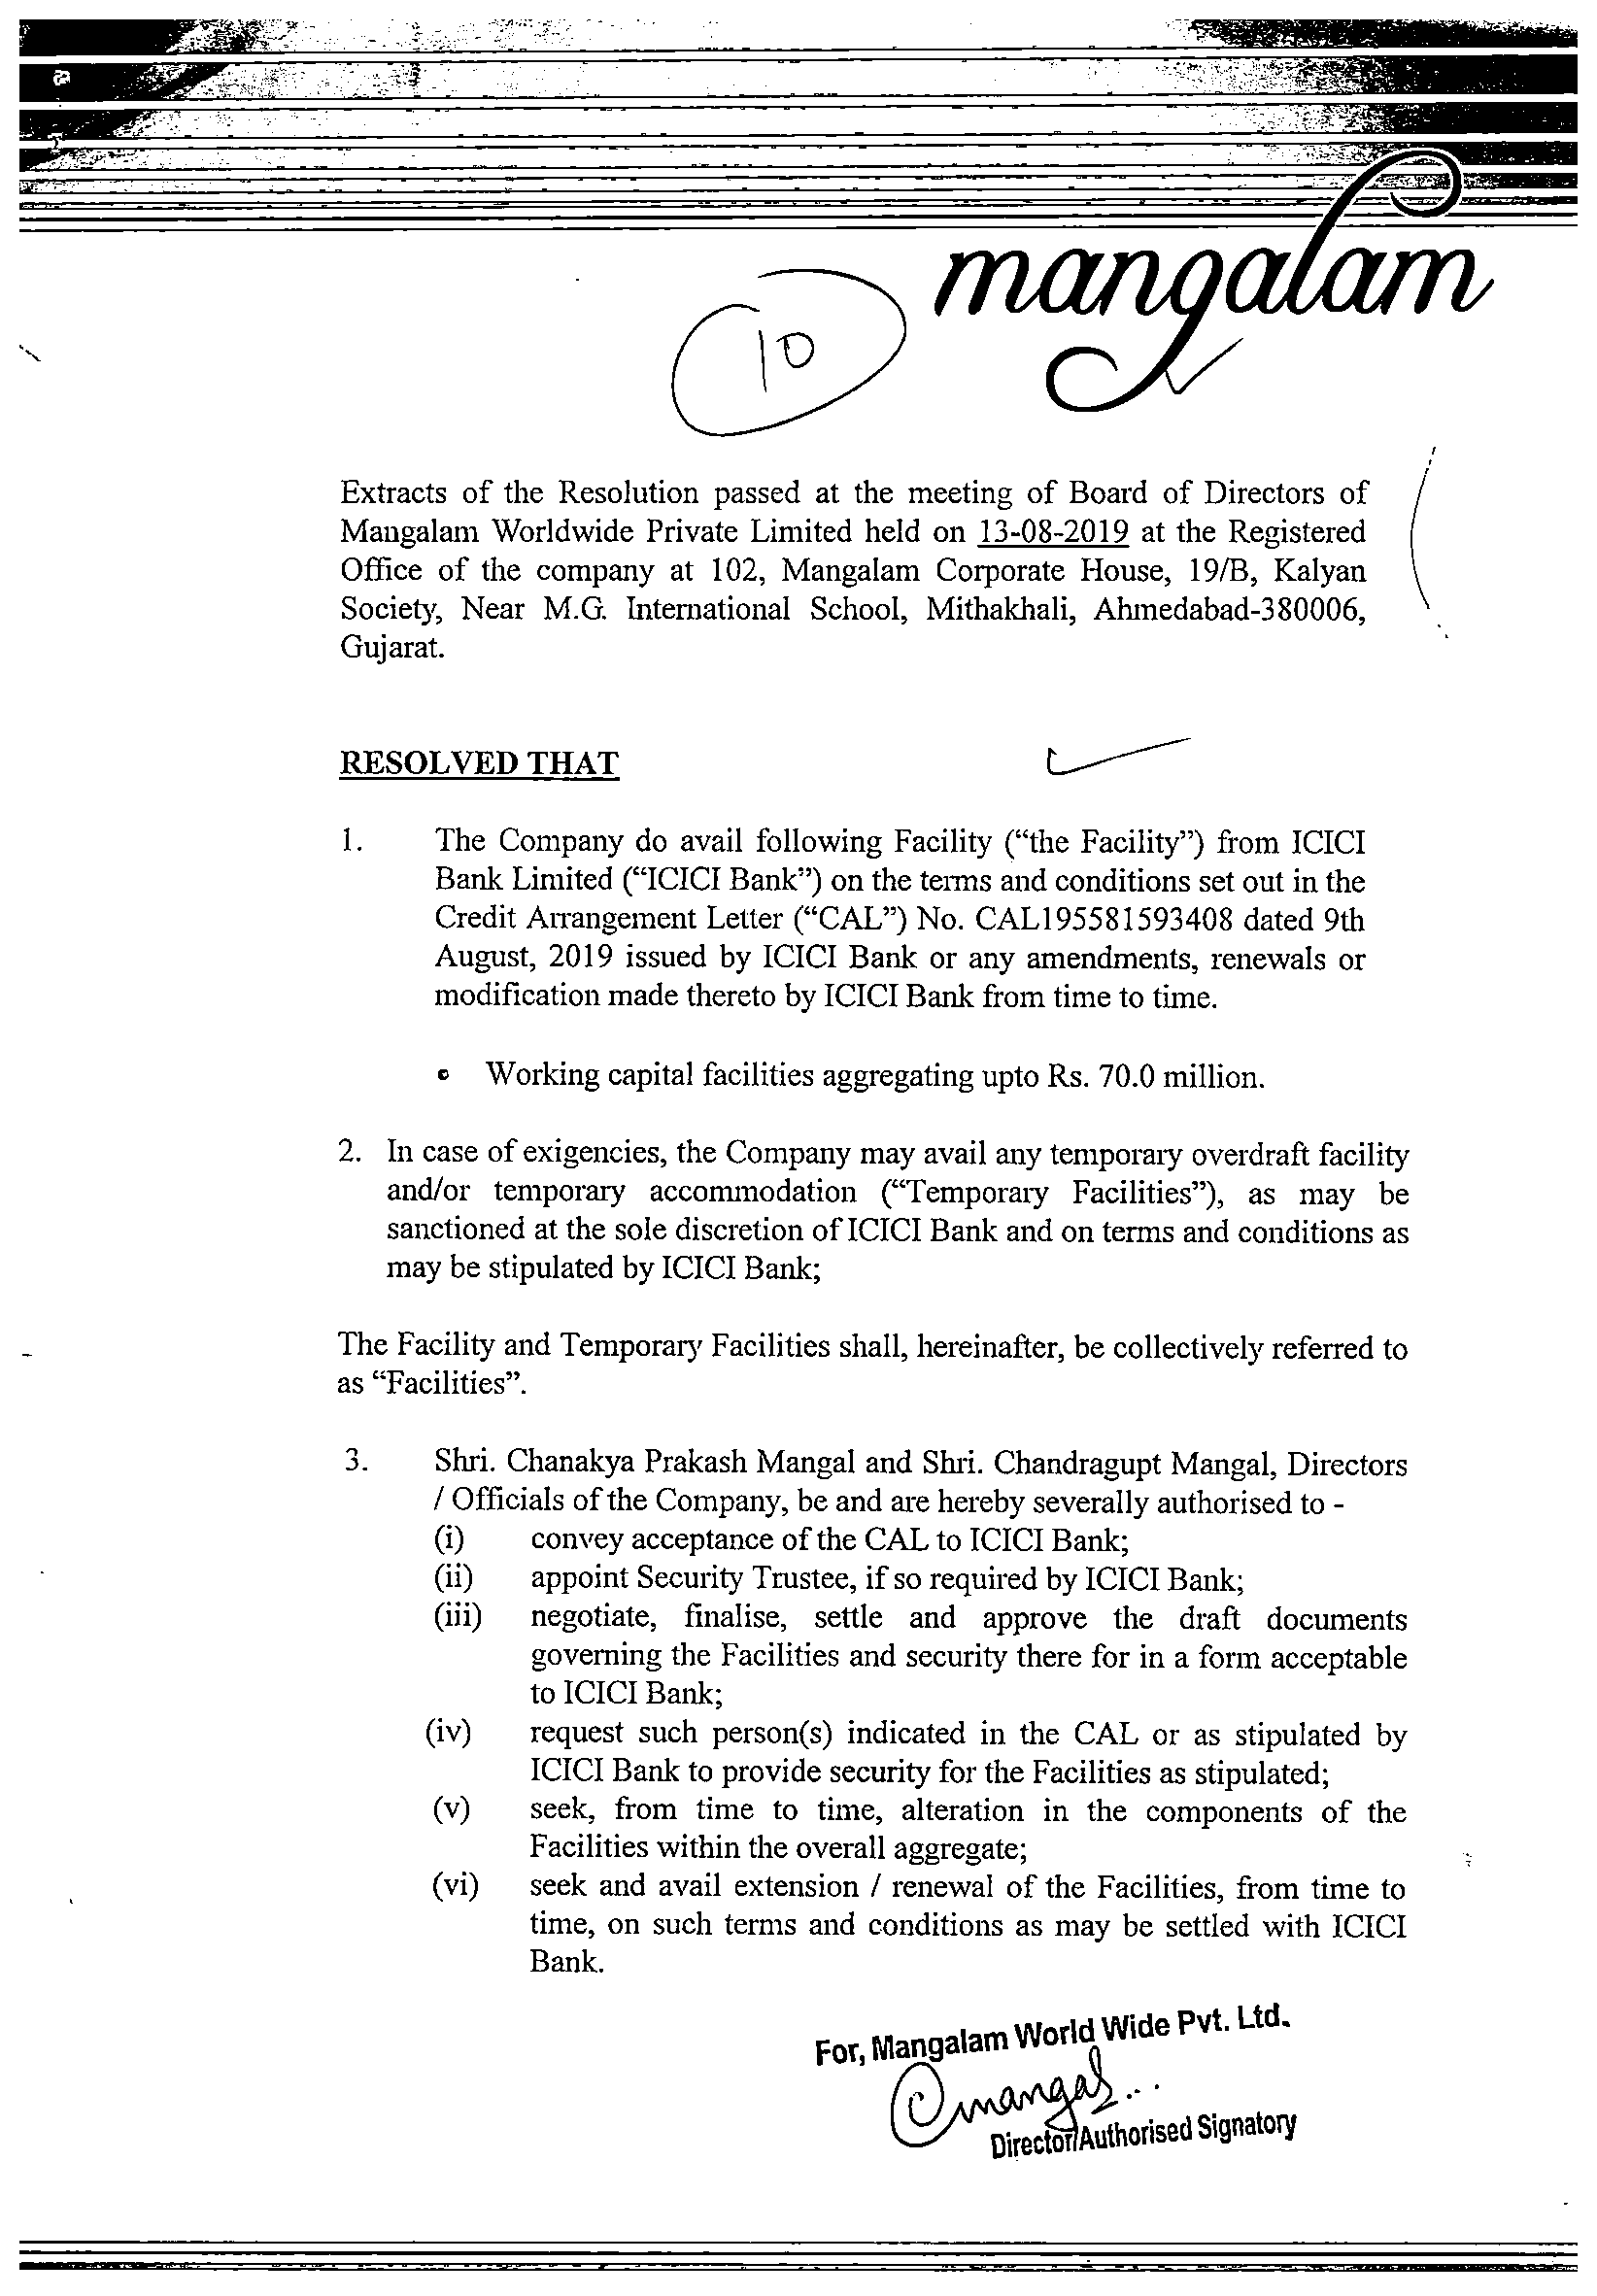 mangalam
10
Extracts of the Resolution passed at the meeting of Board of Directors of
Mangalam Worldwide Private Limited held on 13-08-2019 at the Registered
Office of the company at 102, Mangalam Corporate House, 19/B, Kalyan
Society, Near M.G. International School, Mithakhali, Ahmedabad-380006,
Gujarat.
RESOLVED THAT
1. The Company do avail following Facility (“the Facility”) from ICICI
Bank Limited (“ICICI Bank”) on the terms and conditions set out in the
Credit Arrangement Letter (“CAL”) No. CAL195581593408 dated 9th
August, 2019 issued by ICICI Bank or any amendments, renewals or
modification made thereto by ICICI Bank from time to time.
• Working capital facilities aggregating upto Rs. 70.0 million.
2. In case of exigencies, the Company may avail any temporary overdraft facility
and/or temporary accommodation (“Temporary Facilities”), as may be
sanctioned at the sole discretion of ICICI Bank and on terms and conditions as
may be stipulated by ICICI Bank;
The Facility and Temporary Facilities shall, hereinafter, be collectively referred to
as “Facilities”.
3. Shri. Chanakya Prakash Mangal and Shri. Chandragupt Mangal, Directors
/ Officials of the Company, be and are hereby severally authorised to -
(i) convey acceptance of the CAL to ICICI Bank;
(ii) appoint Security Trustee, if so required by ICICI Bank;
(iii) negotiate, finalise, settle and approve the draft documents
governing the Facilities and security there for in a form acceptable
to ICICI Bank;
(iv) request such person(s) indicated in the CAL or as stipulated by
ICICI Bank to provide security for the Facilities as stipulated;
(v) seek, from time to time, alteration in the components of the
Facilities within the overall aggregate;
(vi) seek and avail extension / renewal of the Facilities, from time to
time, on such terms and conditions as may be settled with ICICI
Bank.
For, Mangalam World Wide Pvt. Ltd.
Cmangal...
Director/Authorised Signatory